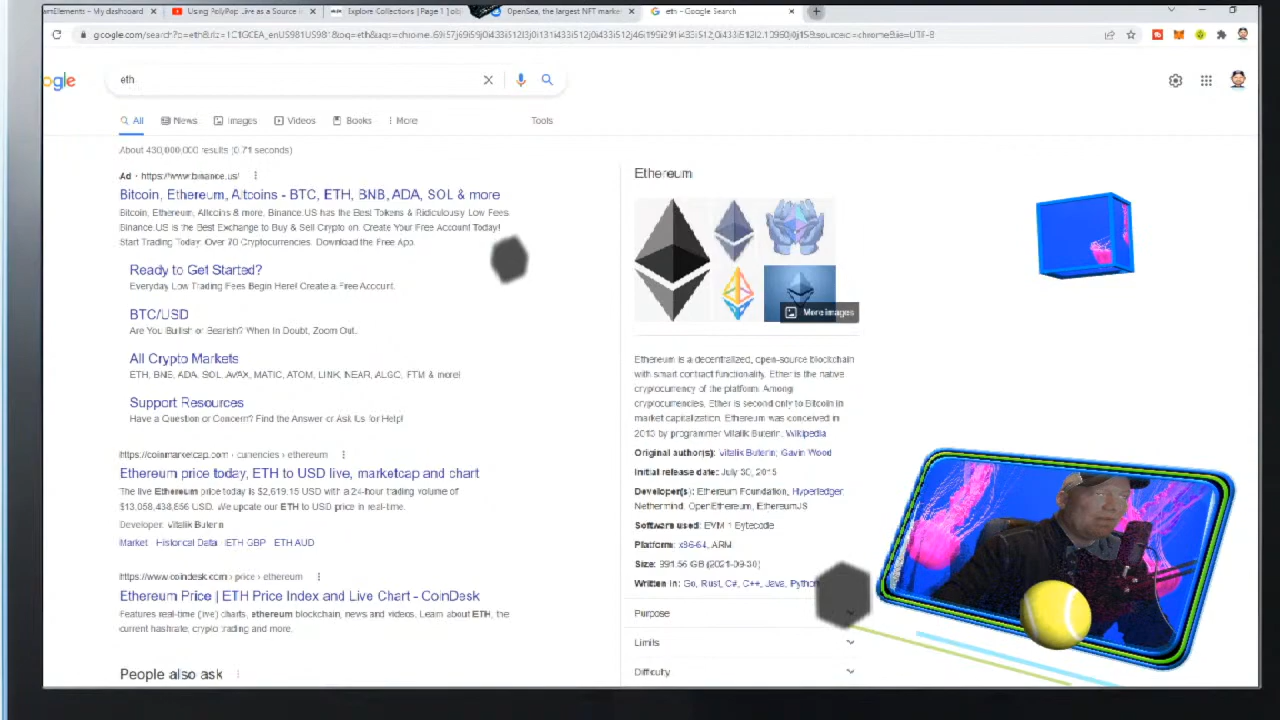 amElements - My dashboard
Using PolyPop Live as a Source i
Explore Collections | Page 1 | obj
OpenSea, the largest NFT marke
eth - Google Search
ogle
eth
All
News
Images
Videos
Books
More
Tools
About 430,000,000 results (0.71 seconds)
Ad · https://www.binance.us/
Bitcoin, Ethereum, Altcoins - BTC, ETH, BNB, ADA, SOL & more
Bitcoin, Ethereum, Altcoins & more, Binance.US has the Best Tokens & Ridiculously Low Fees.
Binance.US is the Best Exchange to Buy & Sell Crypto on. Create Your Free Account Today!
Start Trading Today. Over 70 Cryptocurrencies. Download the Free App.
Ready to Get Started?
Everyday Low Trading Fees Begin Here! Create a Free Account.
BTC/USD
Are You Bullish or Bearish? When In Doubt, Zoom Out.
All Crypto Markets
ETH, BNB, ADA, SOL, AVAX, MATIC, ATOM, LINK, NEAR, ALGO, FTM & more!
Support Resources
Have a Question or Concern? Find the Answer or Ask Us for Help!
https://coinmarketcap.com › currencies › ethereum
Ethereum price today, ETH to USD live, marketcap and chart
The live Ethereum price today is $2,619.15 USD with a 24-hour trading volume of
$13,058,438,866 USD. We update our ETH to USD price in real-time.
Developer: Vitalik Buterin
Market · Historical Data · ETH GBP · ETH AUD
https://www.coindesk.com › price › ethereum
Ethereum Price | ETH Price Index and Live Chart - CoinDesk
Features real-time (live) charts, ethereum blockchain, news and videos. Learn about ETH, the
current hashrate, crypto trading and more.
People also ask
Ethereum
More images
Ethereum is a decentralized, open-source blockchain
with smart contract functionality. Ether is the native
cryptocurrency of the platform. Among
cryptocurrencies, Ether is second only to Bitcoin in
market capitalization. Ethereum was conceived in
2013 by programmer Vitalik Buterin. Wikipedia
Original author(s): Vitalik Buterin, Gavin Wood
Initial release date: July 30, 2015
Developer(s): Ethereum Foundation, Hyperledger,
Nethermind, OpenEthereum, EthereumJS
Software used: EVM 1 Bytecode
Platform: x86-64, ARM
Size: 991.56 GB (2021-09-30)
Written in: Go, Rust, C#, C++, Java, Python
Purpose
Limits
Difficulty